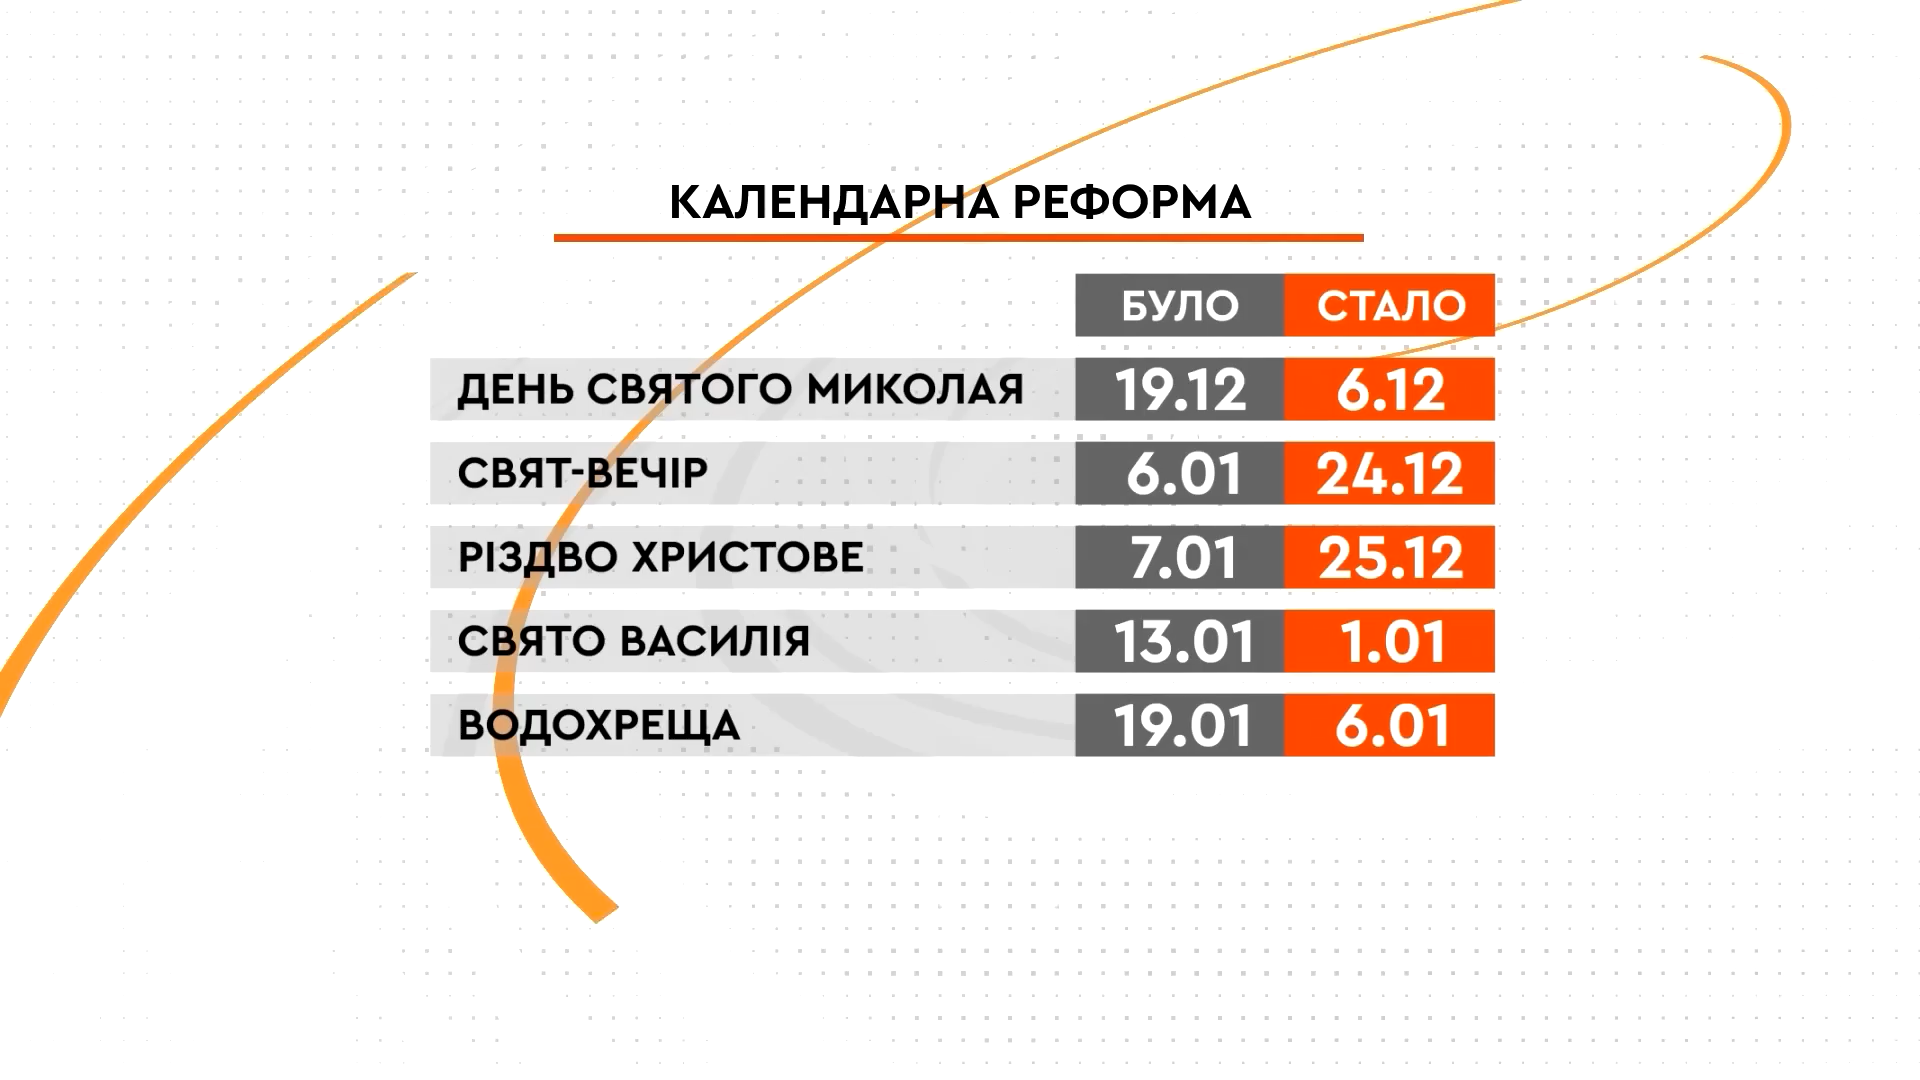 КАЛЕНДАРНА РЕФОРМА
БУЛО СТАЛО
ДЕНЬ СВЯТОГО МИКОЛАЯ 19.12 6.12
СВЯТ-ВЕЧІР 6.01 24.12
РІЗДВО ХРИСТОВЕ 7.01 25.12
СВЯТО ВАСИЛІЯ 13.01 1.01
ВОДОХРЕЩА 19.01 6.01